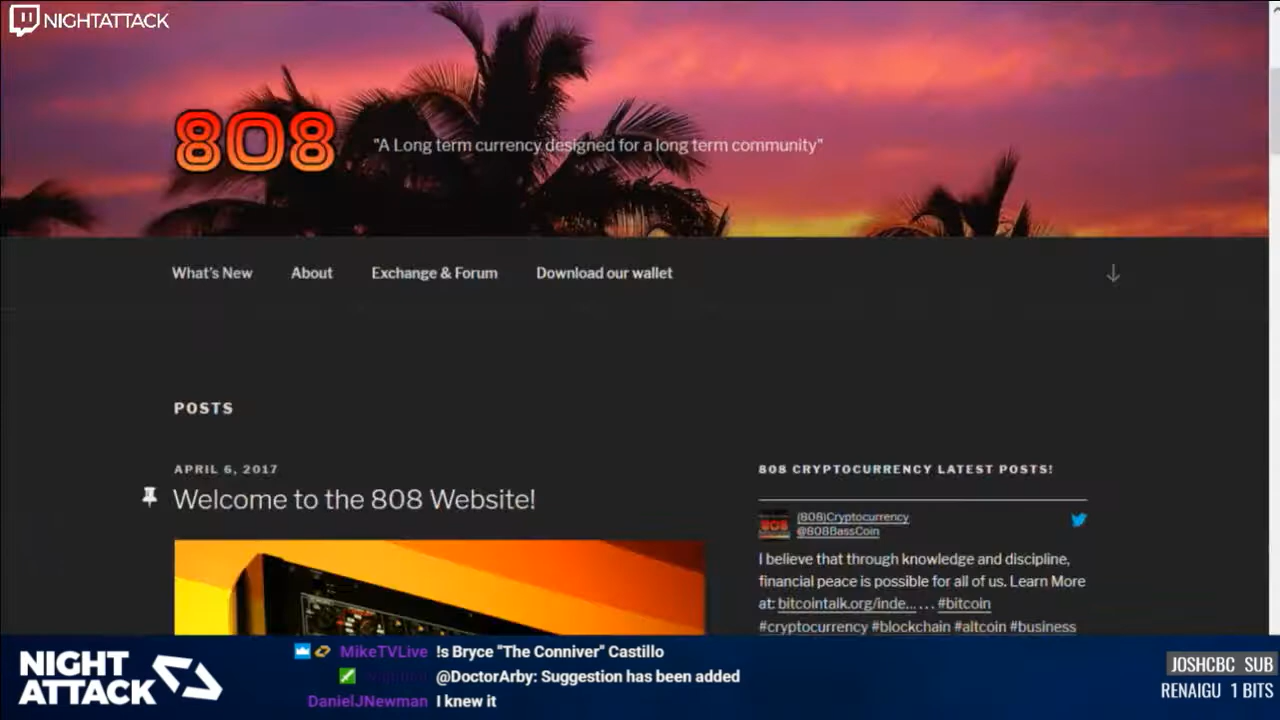 NIGHTATTACK
808
"A Long term currency designed for a long term community"
What's New
About
Exchange & Forum
Download our wallet
POSTS
APRIL 6, 2017
Welcome to the 808 Website!
808 CRYPTOCURRENCY LATEST POSTS!
808
(808)Cryptocurrency
@808BassCoin
I believe that through knowledge and discipline,
financial peace is possible for all of us. Learn More
at: bitcointalk.org/inde... . . . #bitcoin
#cryptocurrency #blockchain #altcoin #business
NIGHT
ATTACK
MikeTVLive !s Bryce "The Conniver" Castillo
@DoctorArby: Suggestion has been added
DanielJNewman I knew it
JOSHCBC SUB
RENAIGU 1 BITS